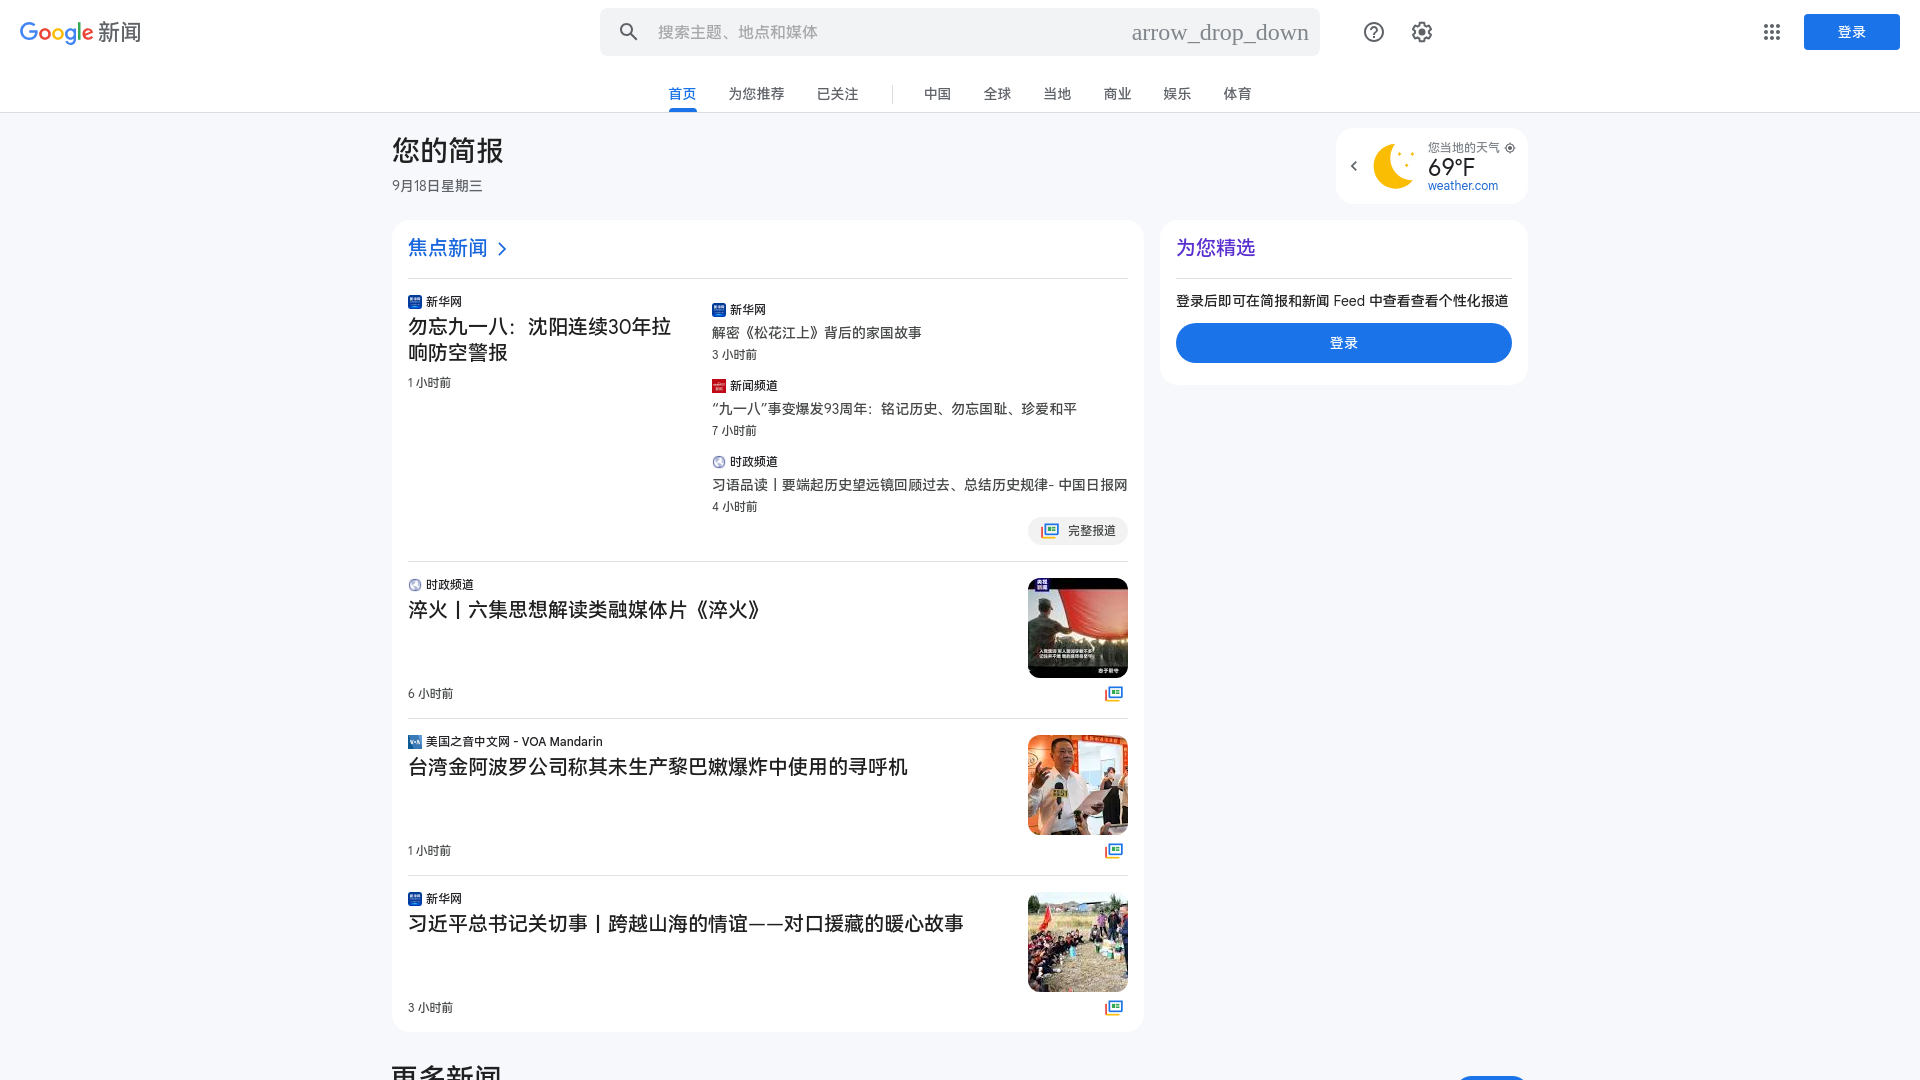 Google 新闻
搜索主题、地点和媒体
arrow_drop_down
登录
首页
为您推荐
已关注
中国
全球
当地
商业
娱乐
体育
您的简报
9月18日星期三
您当地的天气
69°F
weather.com
焦点新闻
新华网
勿忘九一八：沈阳连续30年拉
响防空警报
1 小时前
新华网
解密《松花江上》背后的家国故事
3 小时前
新闻频道
“九一八”事变爆发93周年：铭记历史、勿忘国耻、珍爱和平
7 小时前
时政频道
习语品读丨要端起历史望远镜回顾过去、总结历史规律- 中国日报网
4 小时前
完整报道
时政频道
淬火丨六集思想解读类融媒体片《淬火》
6 小时前
美国之音中文网 - VOA Mandarin
台湾金阿波罗公司称其未生产黎巴嫩爆炸中使用的寻呼机
1 小时前
新华网
习近平总书记关切事丨跨越山海的情谊——对口援藏的暖心故事
3 小时前
为您精选
登录后即可在简报和新闻 Feed 中查看查看个性化报道
登录
更多新闻